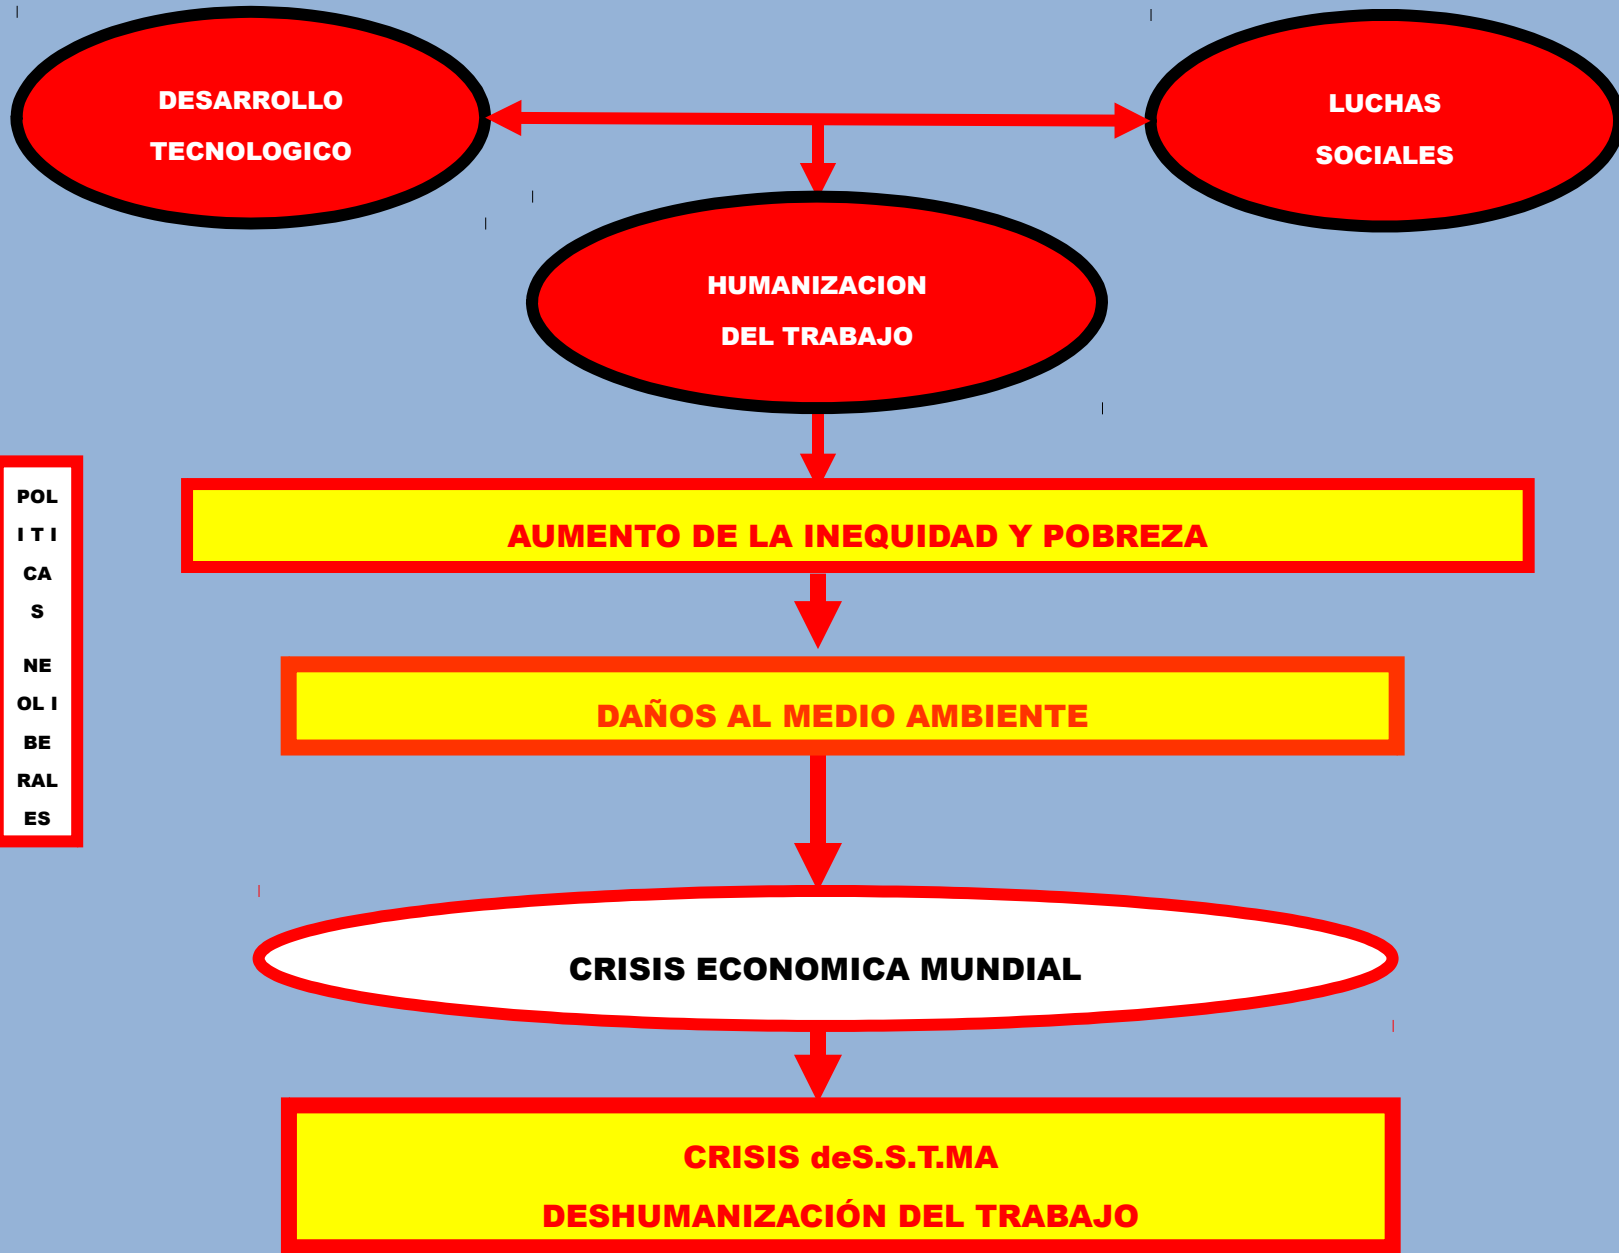 DESARROLLO
TECNOLOGICO
LUCHAS
SOCIALES
HUMANIZACION
DEL TRABAJO
POL
I T I
CA
S
NE
OL I
BE
RAL
ES
AUMENTO DE LA INEQUIDAD Y POBREZA
DAÑOS AL MEDIO AMBIENTE
CRISIS ECONOMICA MUNDIAL
CRISIS deS.S.T.MA
DESHUMANIZACIÓN DEL TRABAJO